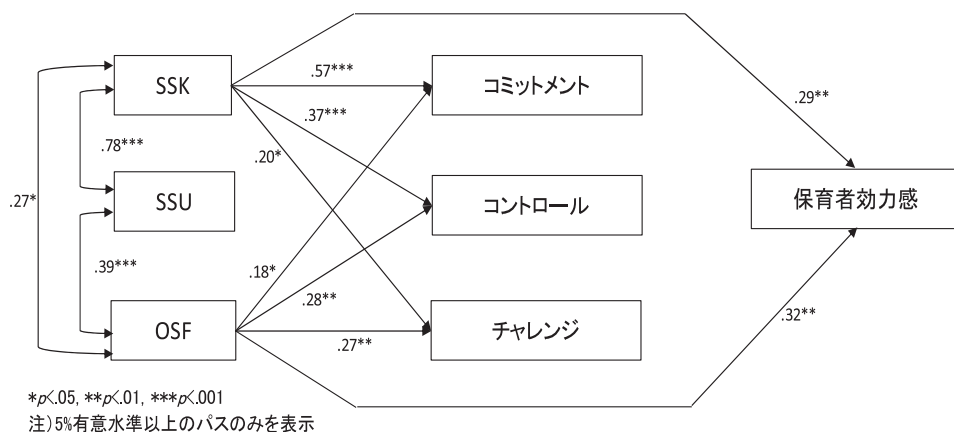 SSK
SSU
OSF
.27*
.78***
.39***
.57***
.37***
.20*
.18*
.28**
.27**
コミットメント
コントロール
チャレンジ
.29**
.32**
保育者効力感
*p<.05, **p<.01, ***p<.001
注)5%有意水準以上のパスのみを表示